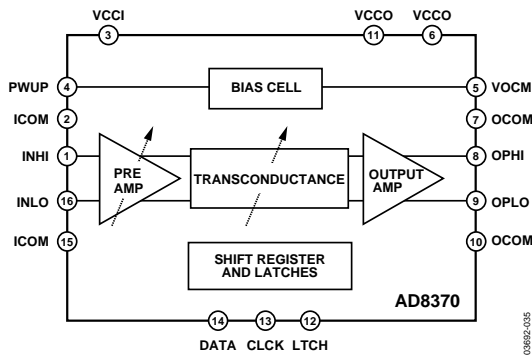 VCCI VCCO VCCO
3 11 6
PWUP 4 BIAS CELL 5 VOCM
ICOM 2 7 OCOM
INHI 1 8 OPHI
PRE AMP
TRANSCONDUCTANCE
OUTPUT AMP
INLO 16 9 OPLO
ICOM 15 10 OCOM
SHIFT REGISTER
AND LATCHES
AD8370
14 13 12
DATA CLCK LTCH
03692-035